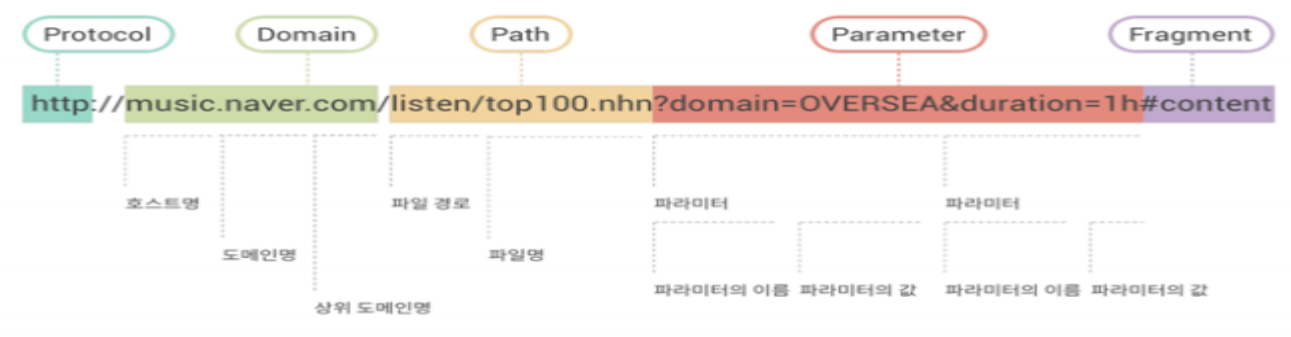 Protocol Domain Path Parameter Fragment
http://music.naver.com/listen/top100.nhn?domain=OVERSEA&duration=1h#content
호스트명 파일 경로 파라미터 파라미터
도메인명 파일명
파라미터의 이름 파라미터의 값 파라미터의 이름 파라미터의 값
상위 도메인명